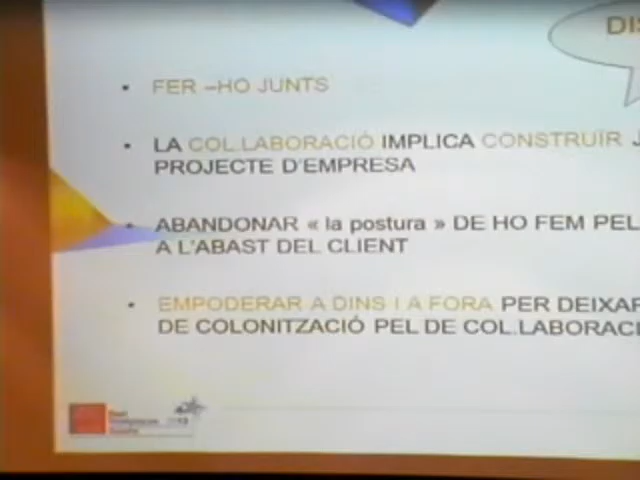 DIS
• FER –HO JUNTS
• LA COL.LABORACIÓ IMPLICA CONSTRUIR J
PROJECTE D'EMPRESA
• ABANDONAR « la postura » DE HO FEM PEL
A L'ABAST DEL CLIENT
• EMPODERAR A DINS I A FORA PER DEIXAR
DE COLONITZACIÓ PEL DE COL.LABORACI